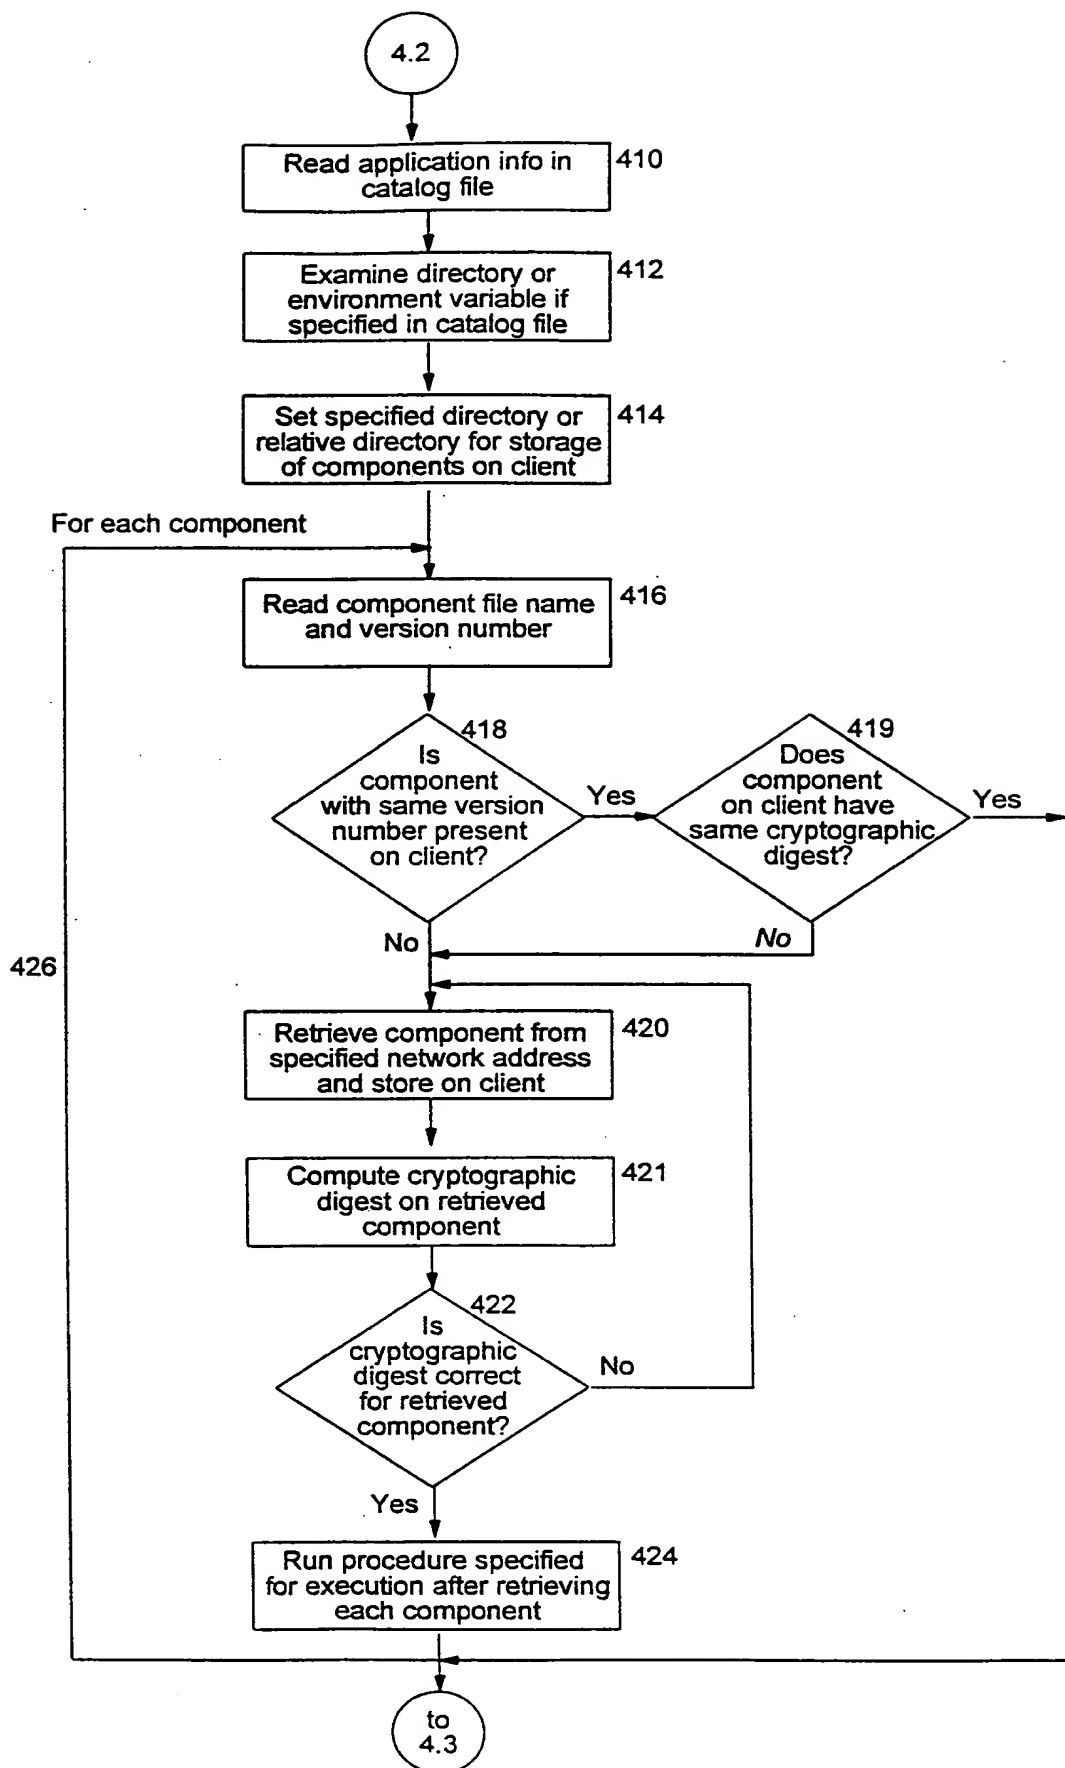 4.2
Read application info in
catalog file
410
Examine directory or
environment variable if
specified in catalog file
412
Set specified directory or
relative directory for storage
of components on client
414
For each component
Read component file name
and version number
416
418
Is
component
with same version
number present
on client?
Yes
419
Does
component
on client have
same cryptographic
digest?
Yes
No
No
426
Retrieve component from
specified network address
and store on client
420
Compute cryptographic
digest on retrieved
component
421
422
Is
cryptographic
digest correct
for retrieved
component?
No
Yes
Run procedure specified
for execution after retrieving
each component
424
to
4.3